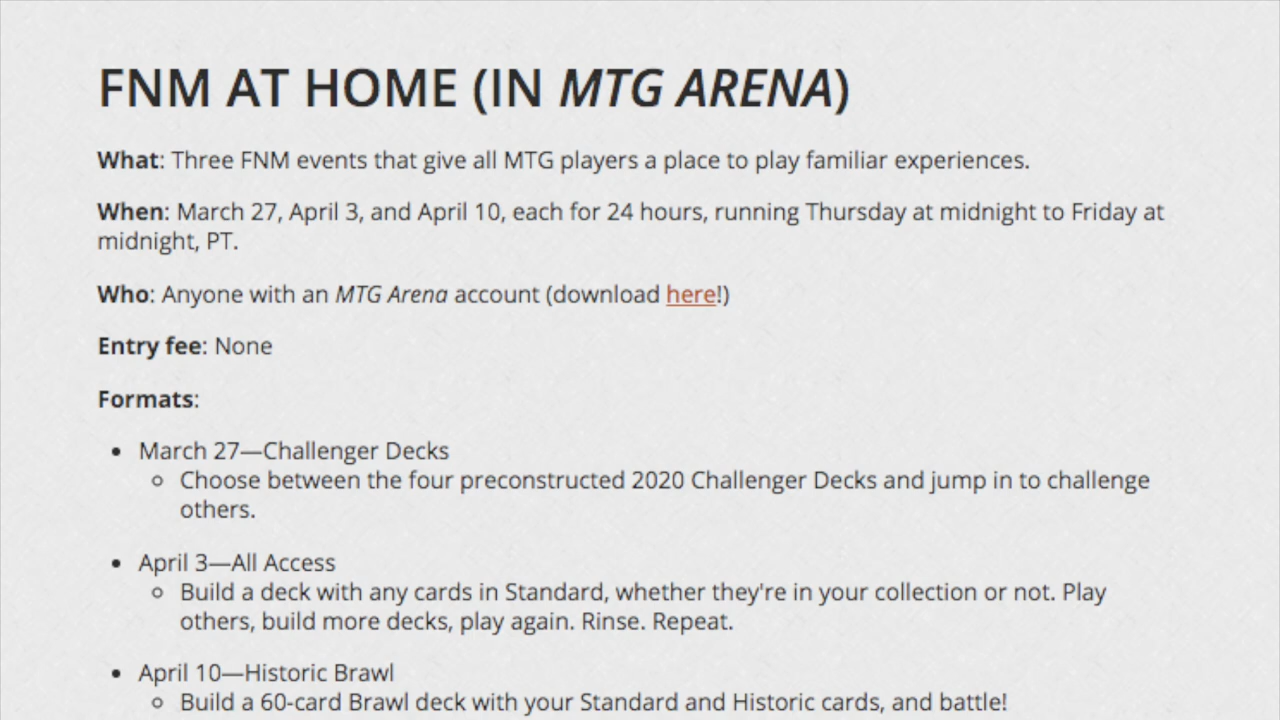 FNM AT HOME (IN MTG ARENA)
What: Three FNM events that give all MTG players a place to play familiar experiences.
When: March 27, April 3, and April 10, each for 24 hours, running Thursday at midnight to Friday at
midnight, PT.
Who: Anyone with an MTG Arena account (download here!)
Entry fee: None
Formats:
• March 27—Challenger Decks
◦ Choose between the four preconstructed 2020 Challenger Decks and jump in to challenge
others.
• April 3—All Access
◦ Build a deck with any cards in Standard, whether they're in your collection or not. Play
others, build more decks, play again. Rinse. Repeat.
• April 10—Historic Brawl
◦ Build a 60-card Brawl deck with your Standard and Historic cards, and battle!